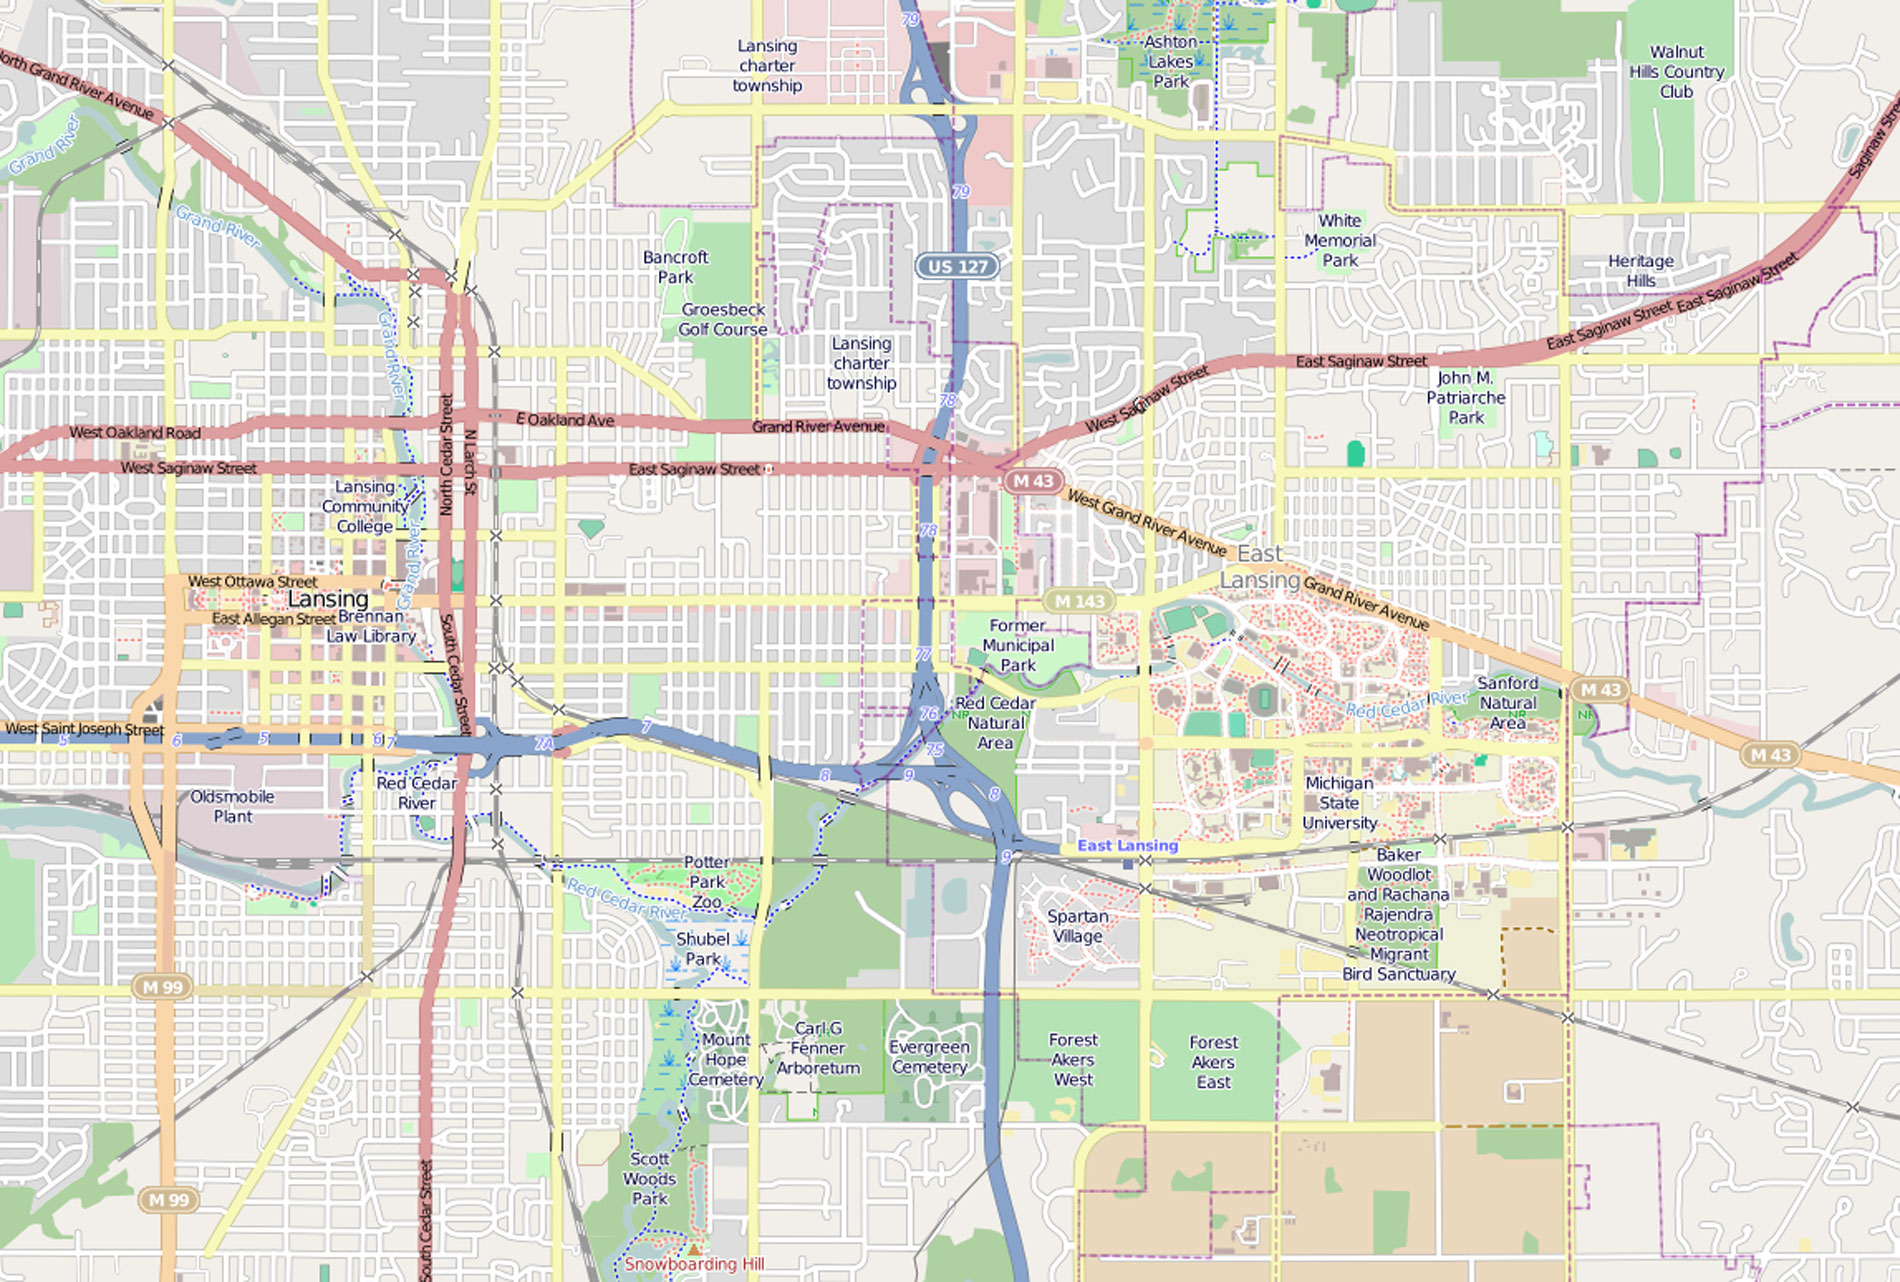 79
Lansing
charter
township
Ashton
Lakes
Park
Walnut
Hills Country
Club
North Grand River Avenue
Grand River
Saginaw Street
79
Grand River
White
Memorial
Park
Bancroft
Park
US 127
Heritage
Hills
East Saginaw Street
East Saginaw Street
Groesbeck
Golf Course
Grand River
Lansing
charter
township
East Saginaw Street
West Saginaw Street
John M.
Patriarche
Park
78
North Cedar Street
N Larch St
E Oakland Ave
Grand River Avenue
West Oakland Road
West Saginaw Street
East Saginaw Street
M 43
West Grand River Avenue
Lansing
Community
College
78
Grand River
East
Lansing
West Ottawa Street
Lansing
East Allegan Street
Brennan
Law Library
M 143
Grand River Avenue
South Cedar Street
Former
Municipal
Park
77
Red Cedar River
Sanford
Natural
Area
NR
NR
M 43
Red Cedar
Natural
Area
NR
76
West Saint Joseph Street
5
6
5
6
7
7A
7
75
8
9
8
M 43
Oldsmobile
Plant
Red Cedar
River
Michigan
State
University
East Lansing
9
Potter
Park
Zoo
Red Cedar River
Baker
Woodlot
and Rachana
Rajendra
Neotropical
Migrant
Bird Sanctuary
Spartan
Village
Shubel
Park
M 99
Mount
Hope
Cemetery
Carl G
Fenner
Arboretum
Evergreen
Cemetery
Forest
Akers
West
Forest
Akers
East
Scott
Woods
Park
M 99
South Cedar Street
Snowboarding Hill